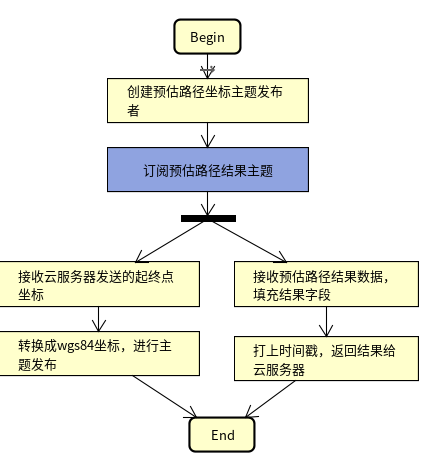 Begin
创建预估路径坐标主题发布
者
订阅预估路径结果主题
接收云服务器发送的起终点
坐标
接收预估路径结果数据，
填充结果字段
转换成wgs84坐标，进行主
题发布
打上时间戳，返回结果给
云服务器
End